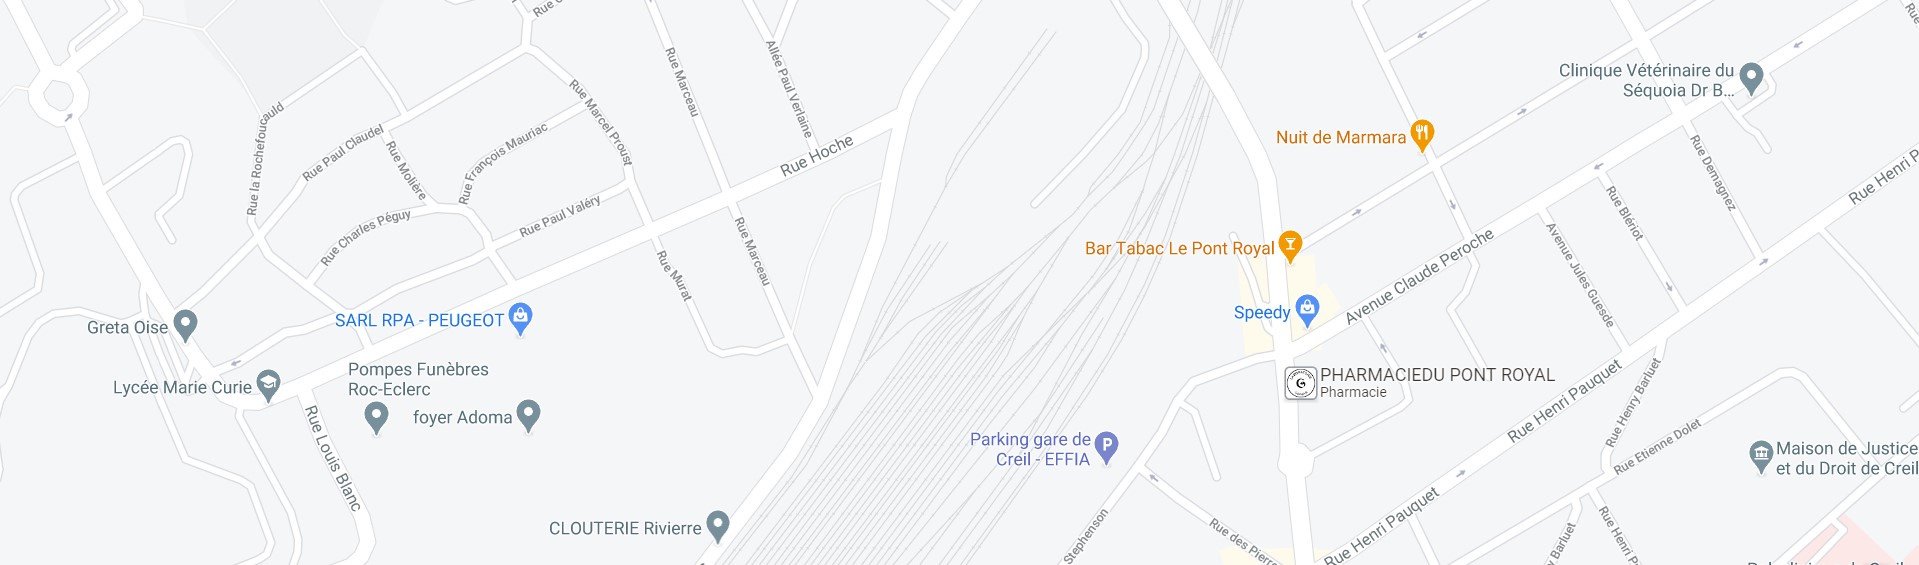 Rue Marceau
Allée Paul Verlaine
Clinique Vétérinaire du
Séquoia Dr B...
Rue la Rochefoucauld
Rue Paul Claudel
Rue Marcel Proust
Rue François Mauriac
Rue Molière
Rue Hoche
Nuit de Marmara
Rue Demagnez
Rue Henri P
Rue Charles Péguy
Rue Paul Valéry
Rue Marceau
Rue Murat
Bar Tabac Le Pont Royal
Rue Blériot
Avenue Jules Guesde
Avenue Claude Peroche
Greta Oise
SARL RPA - PEUGEOT
Speedy
Pompes Funèbres
Roc-Eclerc
Lycée Marie Curie
foyer Adoma
PHARMACIEDU PONT ROYAL
Pharmacie
G
Rue Louis Blanc
Parking gare de
Creil - EFFIA
P
Rue Henri Pauquet
Rue Henry Barluet
Rue Etienne Dolet
Maison de Justice
et du Droit de Creil
CLOUTERIE Rivierre
Stephenson
Rue des Pierre
Rue Henri Pauquet
Barluet
Rue Henri P